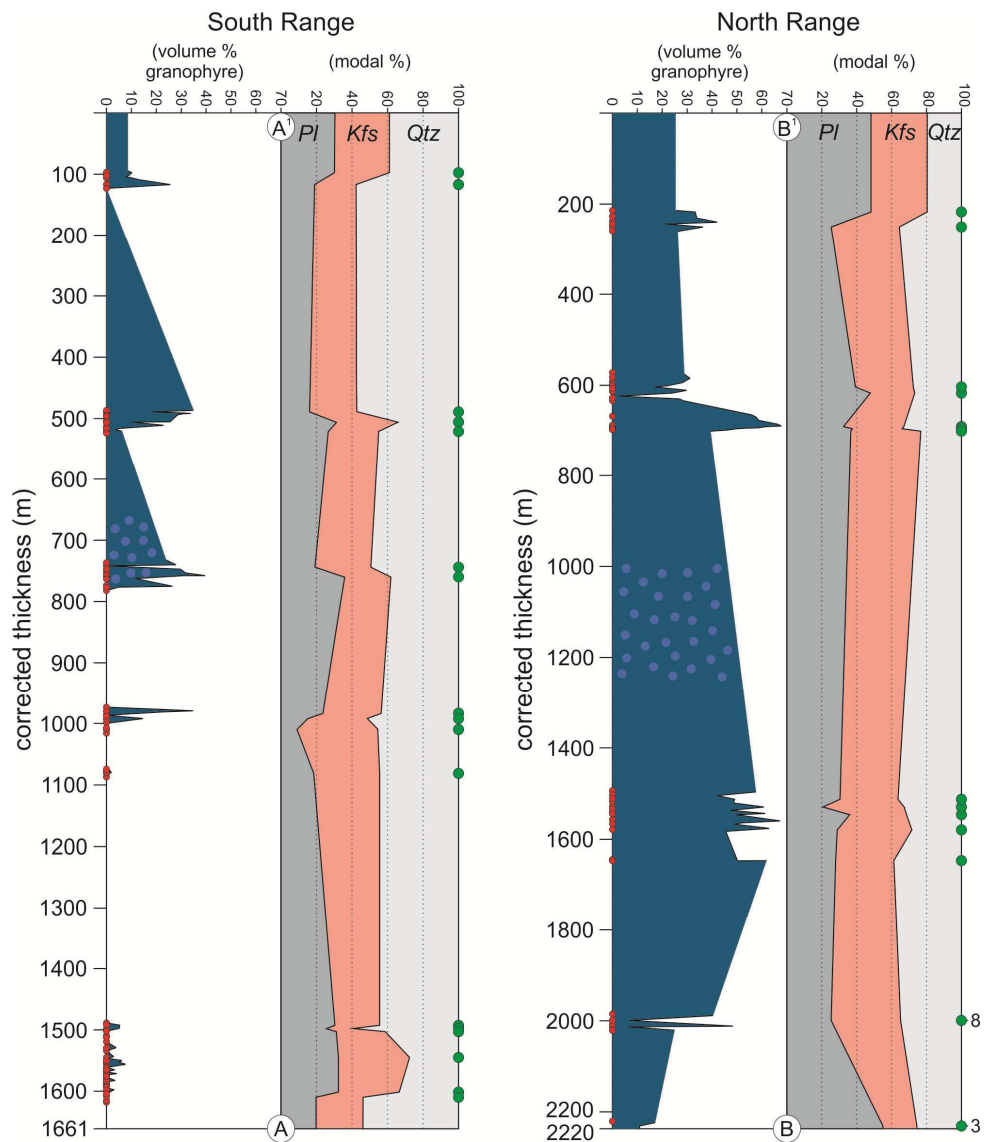 South Range
(volume %
granophyre)
(modal %)
0 10 20 30 40 50 60 70
20 40 60 80 100
A¹
Pl Kfs Qtz
corrected thickness (m)
100
200
300
400
500
600
700
800
900
1000
1100
1200
1300
1400
1500
1600
1661
A
North Range
(volume %
granophyre)
(modal %)
0 10 20 30 40 50 60 70
20 40 60 80 100
B¹
Pl Kfs Qtz
corrected thickness (m)
200
400
600
800
1000
1200
1400
1600
1800
2000
2200
2220
B
8
3